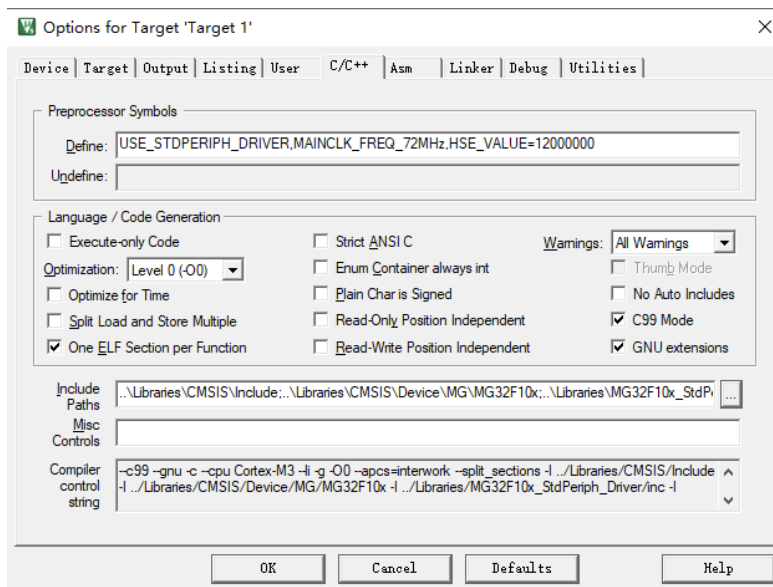 Options for Target 'Target 1'
Device Target Output Listing User C/C++ Asm Linker Debug Utilities
Preprocessor Symbols
Define: USE_STDPERIPH_DRIVER,MAINCLK_FREQ_72MHz,HSE_VALUE=12000000
Undefine:
Language / Code Generation
Execute-only Code Strict ANSI C Warnings: All Warnings
Optimization: Level 0 (-O0) Enum Container always int Thumb Mode
Optimize for Time Plain Char is Signed No Auto Includes
Split Load and Store Multiple Read-Only Position Independent C99 Mode
One ELF Section per Function Read-Write Position Independent GNU extensions
Include Paths ..\Libraries\CMSIS\Include;..\Libraries\CMSIS\Device\MG\MG32F10x;..\Libraries\MG32F10x_StdPe ...
Misc Controls
Compiler control string --c99 --gnu -c --cpu Cortex-M3 --li -g -O0 --apcs=interwork --split_sections -I ../Libraries/CMSIS/Include
-I ../Libraries/CMSIS/Device/MG/MG32F10x -I ../Libraries/MG32F10x_StdPeriph_Driver/inc -I
OK Cancel Defaults Help